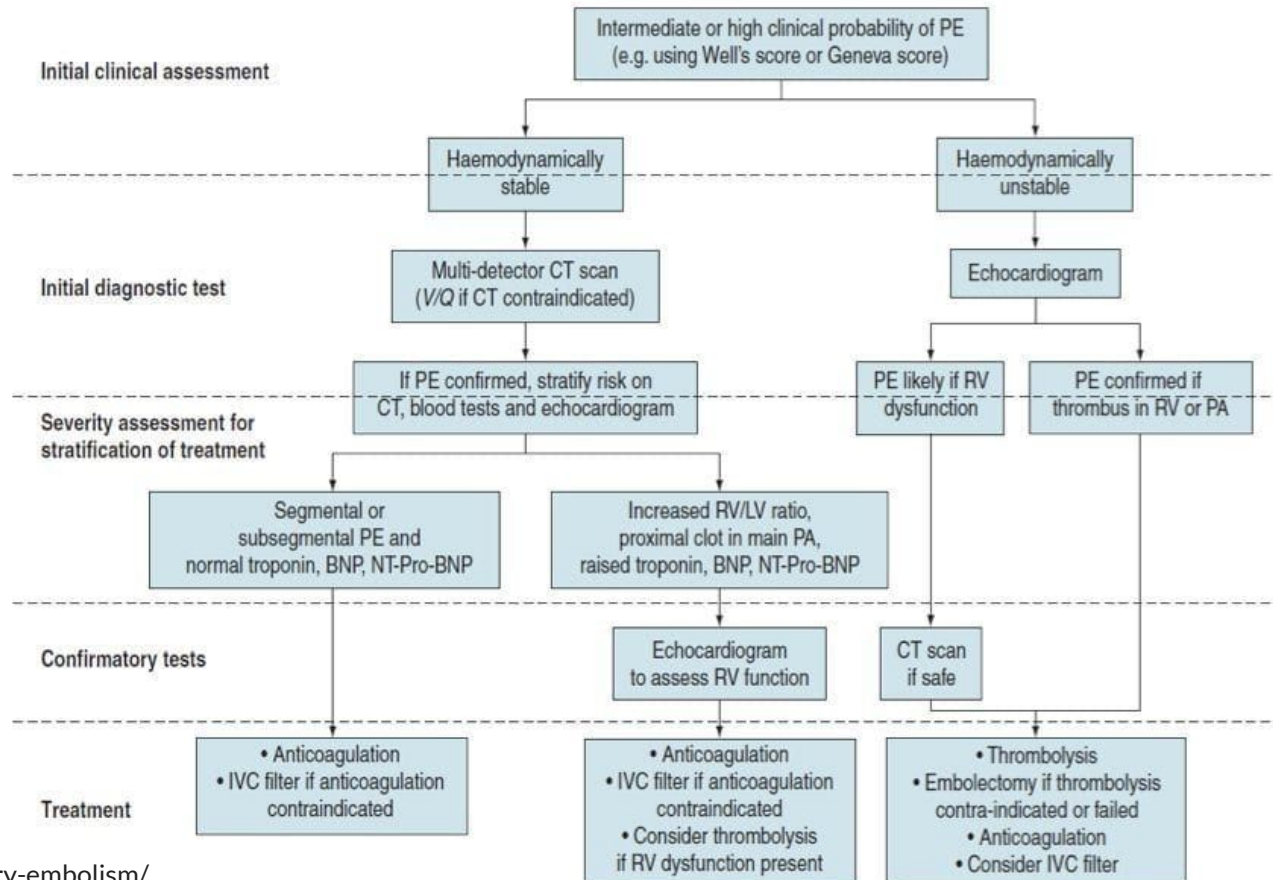 Intermediate or high clinical probability of PE
(e.g. using Well's score or Geneva score)
Initial clinical assessment
Haemodynamically
stable
Haemodynamically
unstable
Initial diagnostic test
Multi-detector CT scan
(V/Q if CT contraindicated)
Echocardiogram
If PE confirmed, stratify risk on
CT, blood tests and echocardiogram
PE likely if RV
dysfunction
PE confirmed if
thrombus in RV or PA
Severity assessment for
stratification of treatment
Segmental or
subsegmental PE and
normal troponin, BNP, NT-Pro-BNP
Increased RV/LV ratio,
proximal clot in main PA,
raised troponin, BNP, NT-Pro-BNP
Confirmatory tests
Echocardiogram
to assess RV function
CT scan
if safe
Treatment
• Anticoagulation
• IVC filter if anticoagulation
contraindicated
• Anticoagulation
• IVC filter if anticoagulation
contraindicated
• Consider thrombolysis
if RV dysfunction present
• Thrombolysis
• Embolectomy if thrombolysis
contra-indicated or failed
• Anticoagulation
• Consider IVC filter
ry-embolism/